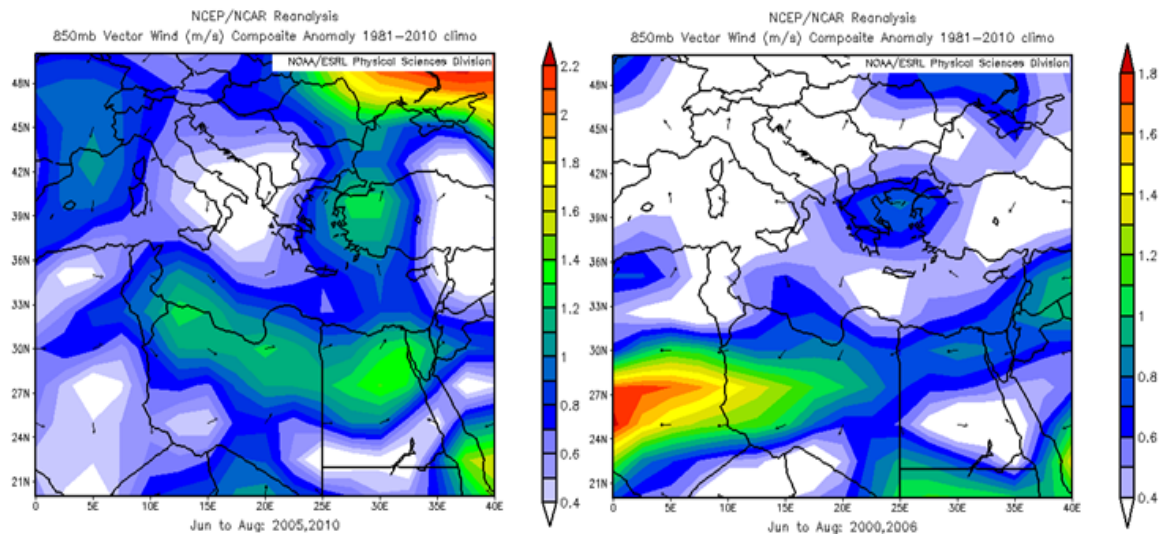 NCEP/NCAR Reanalysis
850mb Vector Wind (m/s) Composite Anomaly 1981-2010 climo
NOAA/ESRL Physical Sciences Division
48N
45N
42N
39N
36N
33N
30N
27N
24N
21N
0
5E
10E
15E
20E
25E
30E
35E
40E
2.2
2
1.8
1.6
1.4
1.2
1
0.8
0.6
0.4
Jun to Aug: 2005,2010
NCEP/NCAR Reanalysis
850mb Vector Wind (m/s) Composite Anomaly 1981-2010 climo
NOAA/ESRL Physical Sciences Division
48N
45N
42N
39N
36N
33N
30N
27N
24N
21N
0
5E
10E
15E
20E
25E
30E
35E
40E
1.8
1.6
1.4
1.2
1
0.8
0.6
0.4
Jun to Aug: 2000,2006